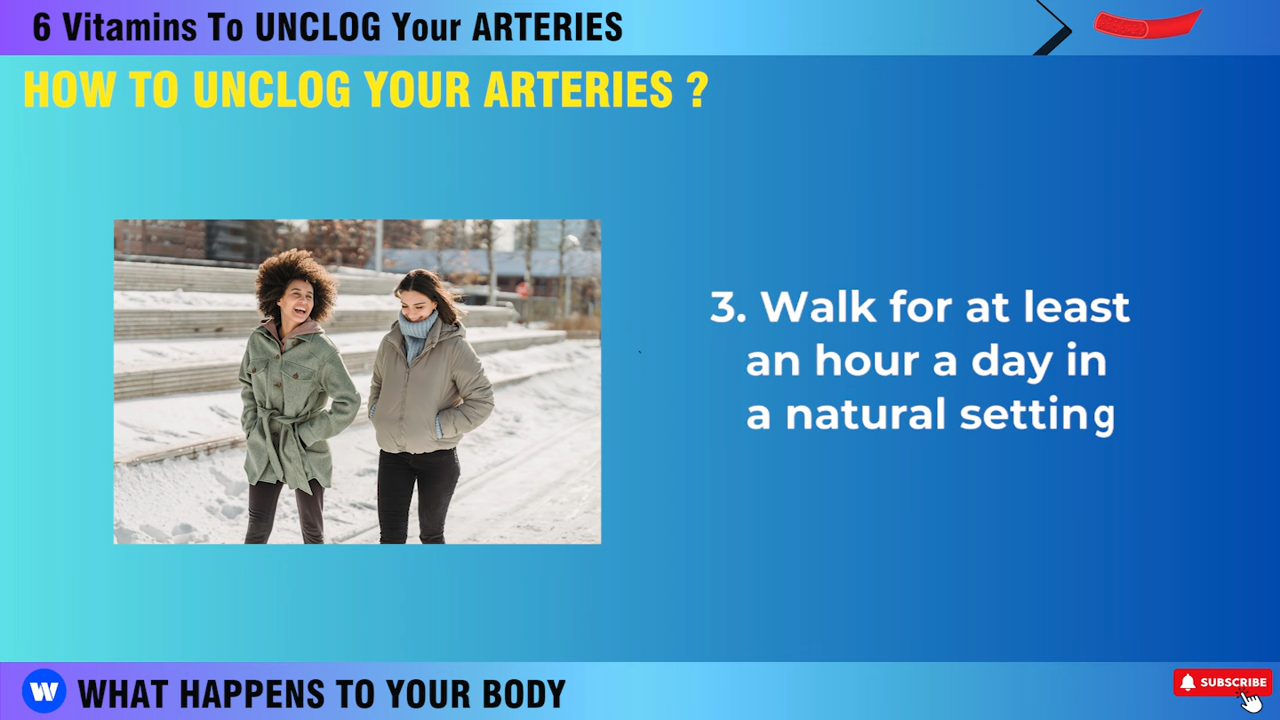 6 Vitamins To UNCLOG Your ARTERIES
HOW TO UNCLOG YOUR ARTERIES ?
3. Walk for at least
an hour a day in
a natural setting
W WHAT HAPPENS TO YOUR BODY
SUBSCRIBE